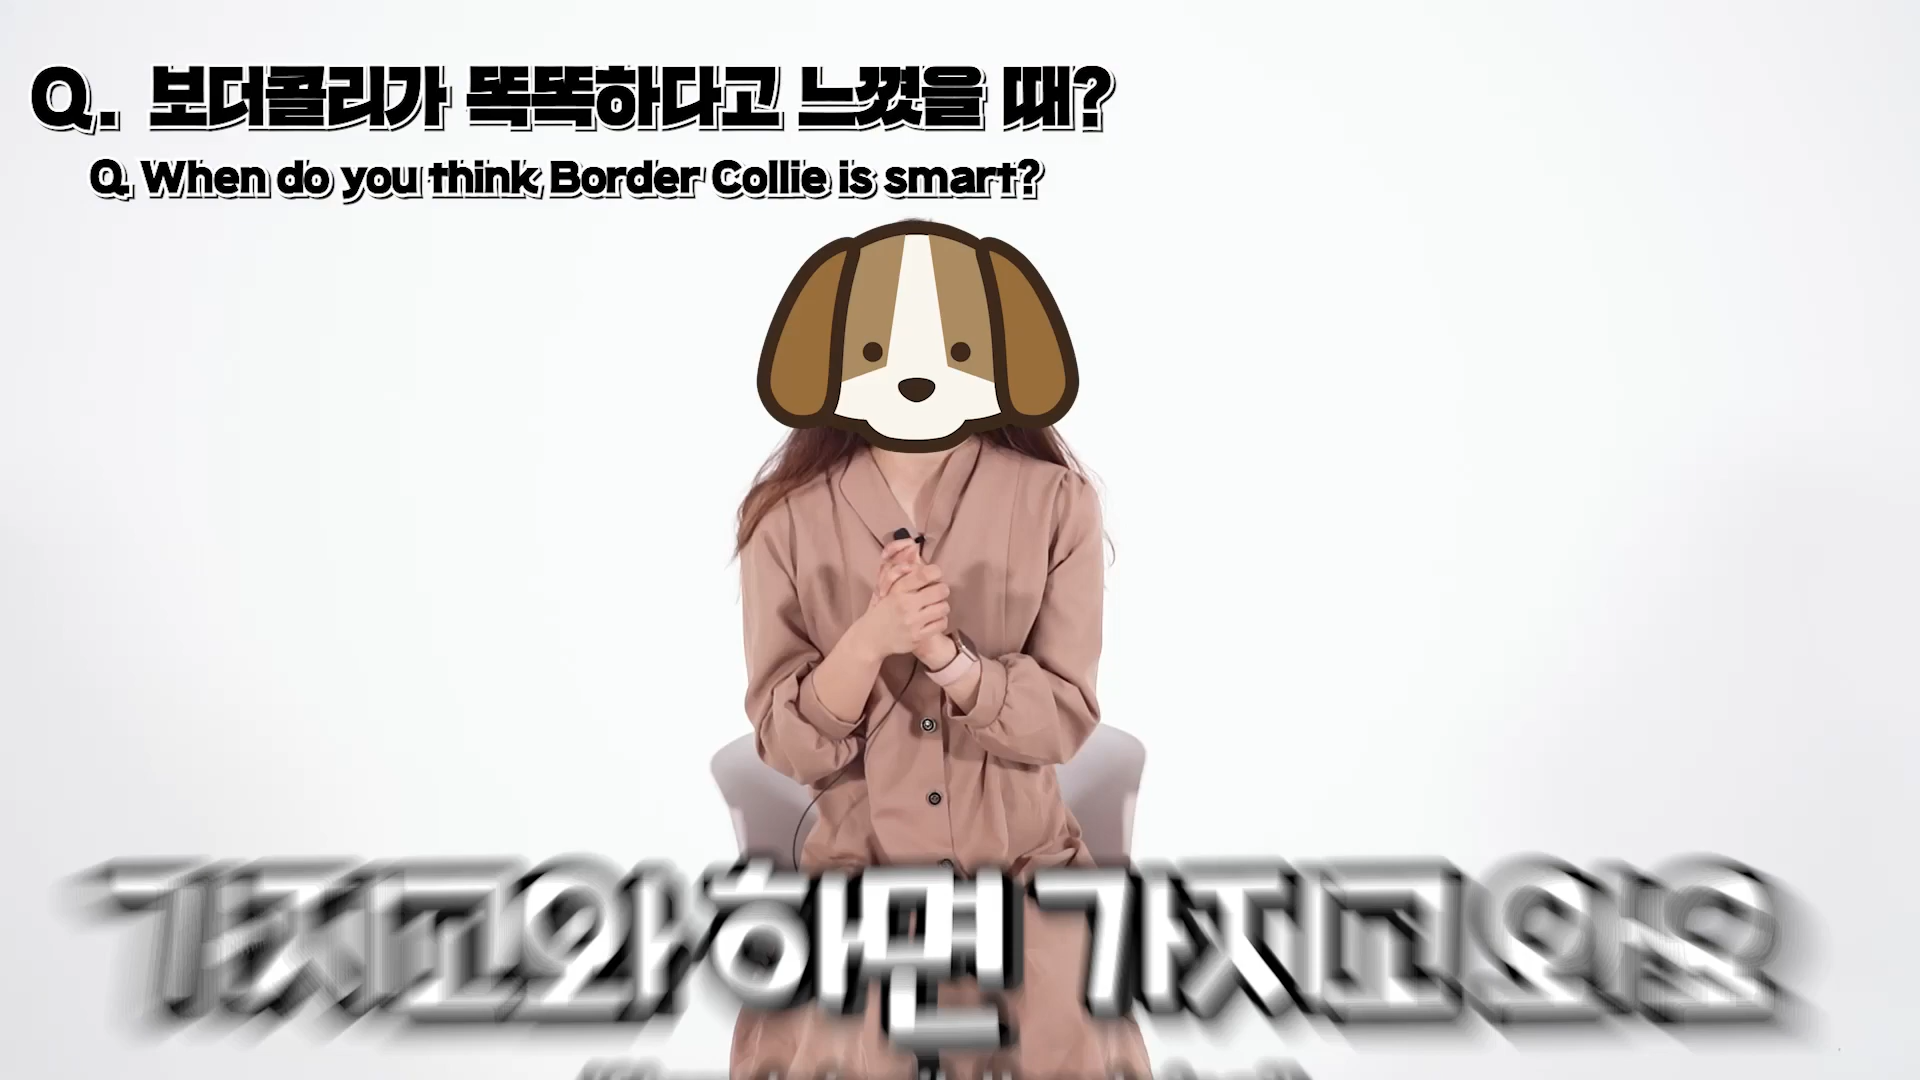 Q. 보더콜리가 똑똑하다고 느꼈을 때?
Q. When do you think Border Collie is smart?
가지고와 하면 가지고 와요